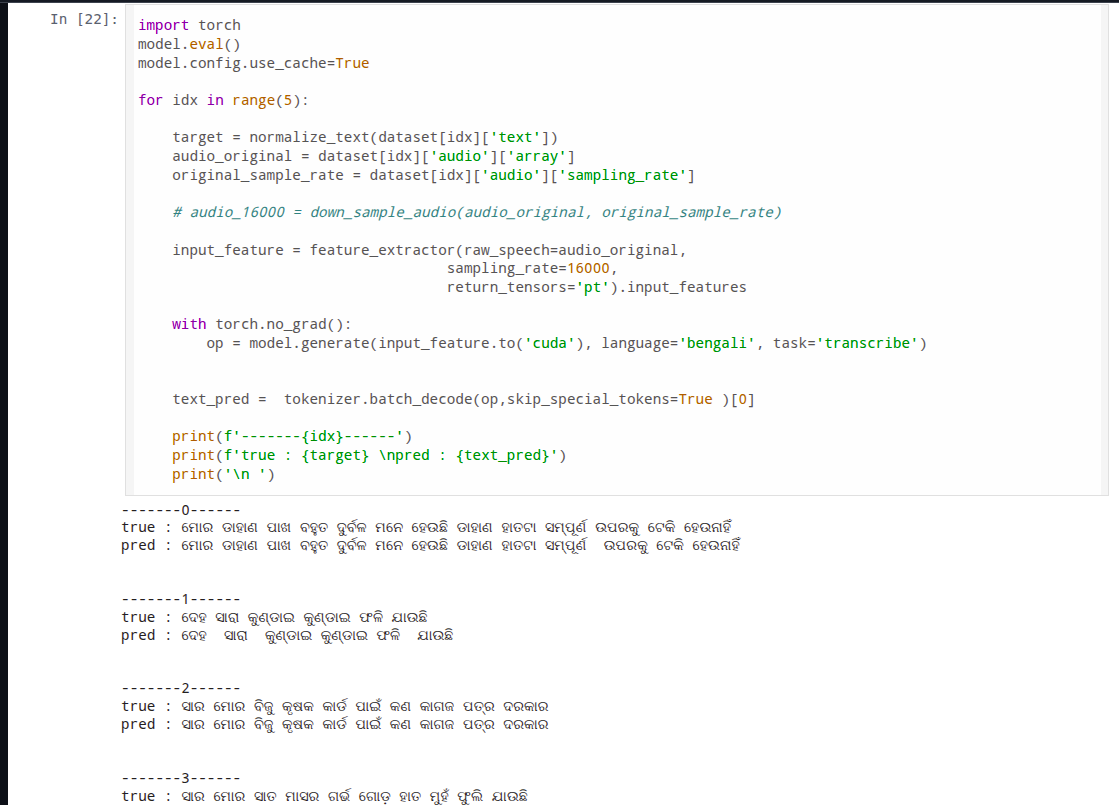 In [22]:
import torch
model.eval()
model.config.use_cache=True
for idx in range(5):
target = normalize_text(dataset[idx]['text'])
audio_original = dataset[idx]['audio']['array']
original_sample_rate = dataset[idx]['audio']['sampling_rate']
# audio_16000 = down_sample_audio(audio_original, original_sample_rate)
input_feature = feature_extractor(raw_speech=audio_original,
sampling_rate=16000,
return_tensors='pt').input_features
with torch.no_grad():
op = model.generate(input_feature.to('cuda'), language='bengali', task='transcribe')
text_pred =  tokenizer.batch_decode(op,skip_special_tokens=True )[0]
print(f'-------{idx}------')
print(f'true : {target} \npred : {text_pred}')
print('\n ')
-------0------
true : ମୋର ଡାହାଣ ପାଖ ବହୁତ ଦୁର୍ବଳ ମନେ ହେଉଛି ଡାହାଣ ହାତଟା ସମ୍ପୂର୍ଣ ଉପରକୁ ଟେକି ହେଉନାହିଁ
pred : ମୋର ଡାହାଣ ପାଖ ବହୁତ ଦୁର୍ବଳ ମନେ ହେଉଛି ଡାହାଣ ହାତଟା ସମ୍ପୂର୍ଣ  ଉପରକୁ ଟେକି ହେଉନାହିଁ
-------1------
true : ଦେହ ସାରା କୁଣ୍ଡାଇ କୁଣ୍ଡାଇ ଫଳି ଯାଉଛି
pred : ଦେହ  ସାରା  କୁଣ୍ଡାଇ କୁଣ୍ଡାଇ ଫଳି  ଯାଉଛି
-------2------
true : ସାର ମୋର ବିଜୁ କୃଷକ କାର୍ଡ ପାଇଁ କଣ କାଗଜ ପତ୍ର ଦରକାର
pred : ସାର ମୋର ବିଜୁ କୃଷକ କାର୍ଡ ପାଇଁ କଣ କାଗଜ ପତ୍ର ଦରକାର
-------3------
true : ସାର ମୋର ସାତ ମାସର ଗର୍ଭ ଗୋଡ଼ ହାତ ମୁହଁ ଫୁଲି ଯାଉଛି